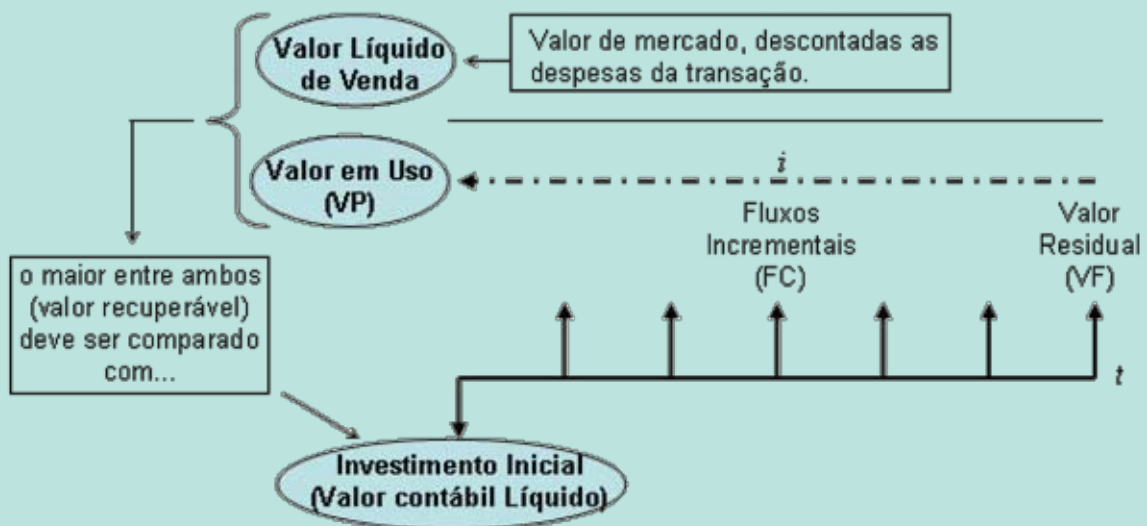 Valor Líquido
de Venda
Valor de mercado, descontadas as
despesas da transação.
Valor em Uso
(VP)
i
Fluxos
Incrementais
(FC)
Valor
Residual
(VF)
o maior entre ambos
(valor recuperável)
deve ser comparado
com...
t
Investimento Inicial
(Valor contábil Líquido)